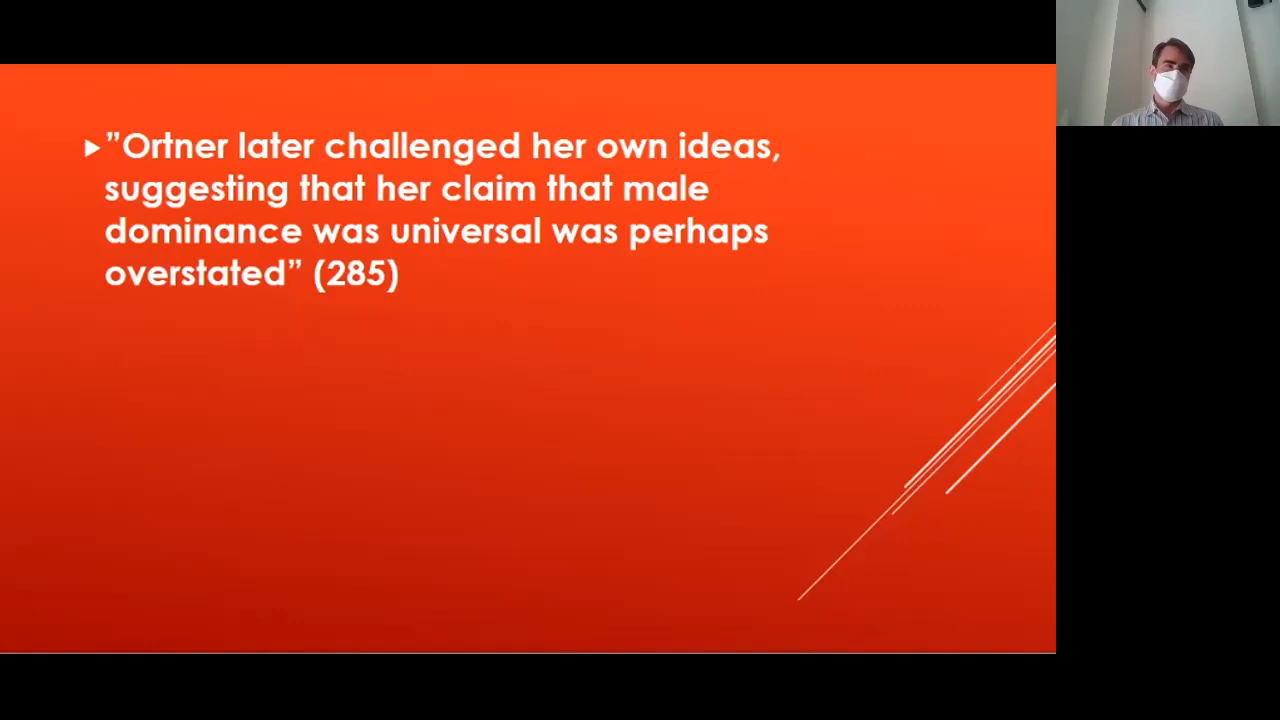 ”Ortner later challenged her own ideas,
suggesting that her claim that male
dominance was universal was perhaps
overstated” (285)